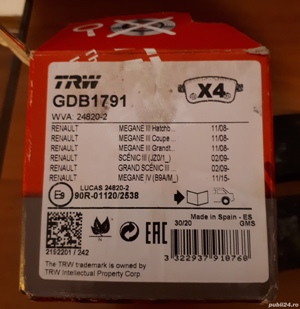 TRW
X4
GDB1791
WVA: 24820-2
RENAULT MEGANE III Hatchb... 11/08-
RENAULT MEGANE III Coupe ... 11/08-
RENAULT MEGANE III Grandt... 11/08-
RENAULT SCÉNIC III (JZ0/1_) 02/09-
RENAULT GRAND SCÉNIC III ... 02/09-
RENAULT MEGANE IV (B9A/M_) 11/15-
LUCAS 24820-2
90R-01120/2538
Made in Spain - ES
30/20 GMS
EAC
3 322937 918768
2192201 / 242
The TRW trademark is owned by
TRW Intellectual Property Corp.